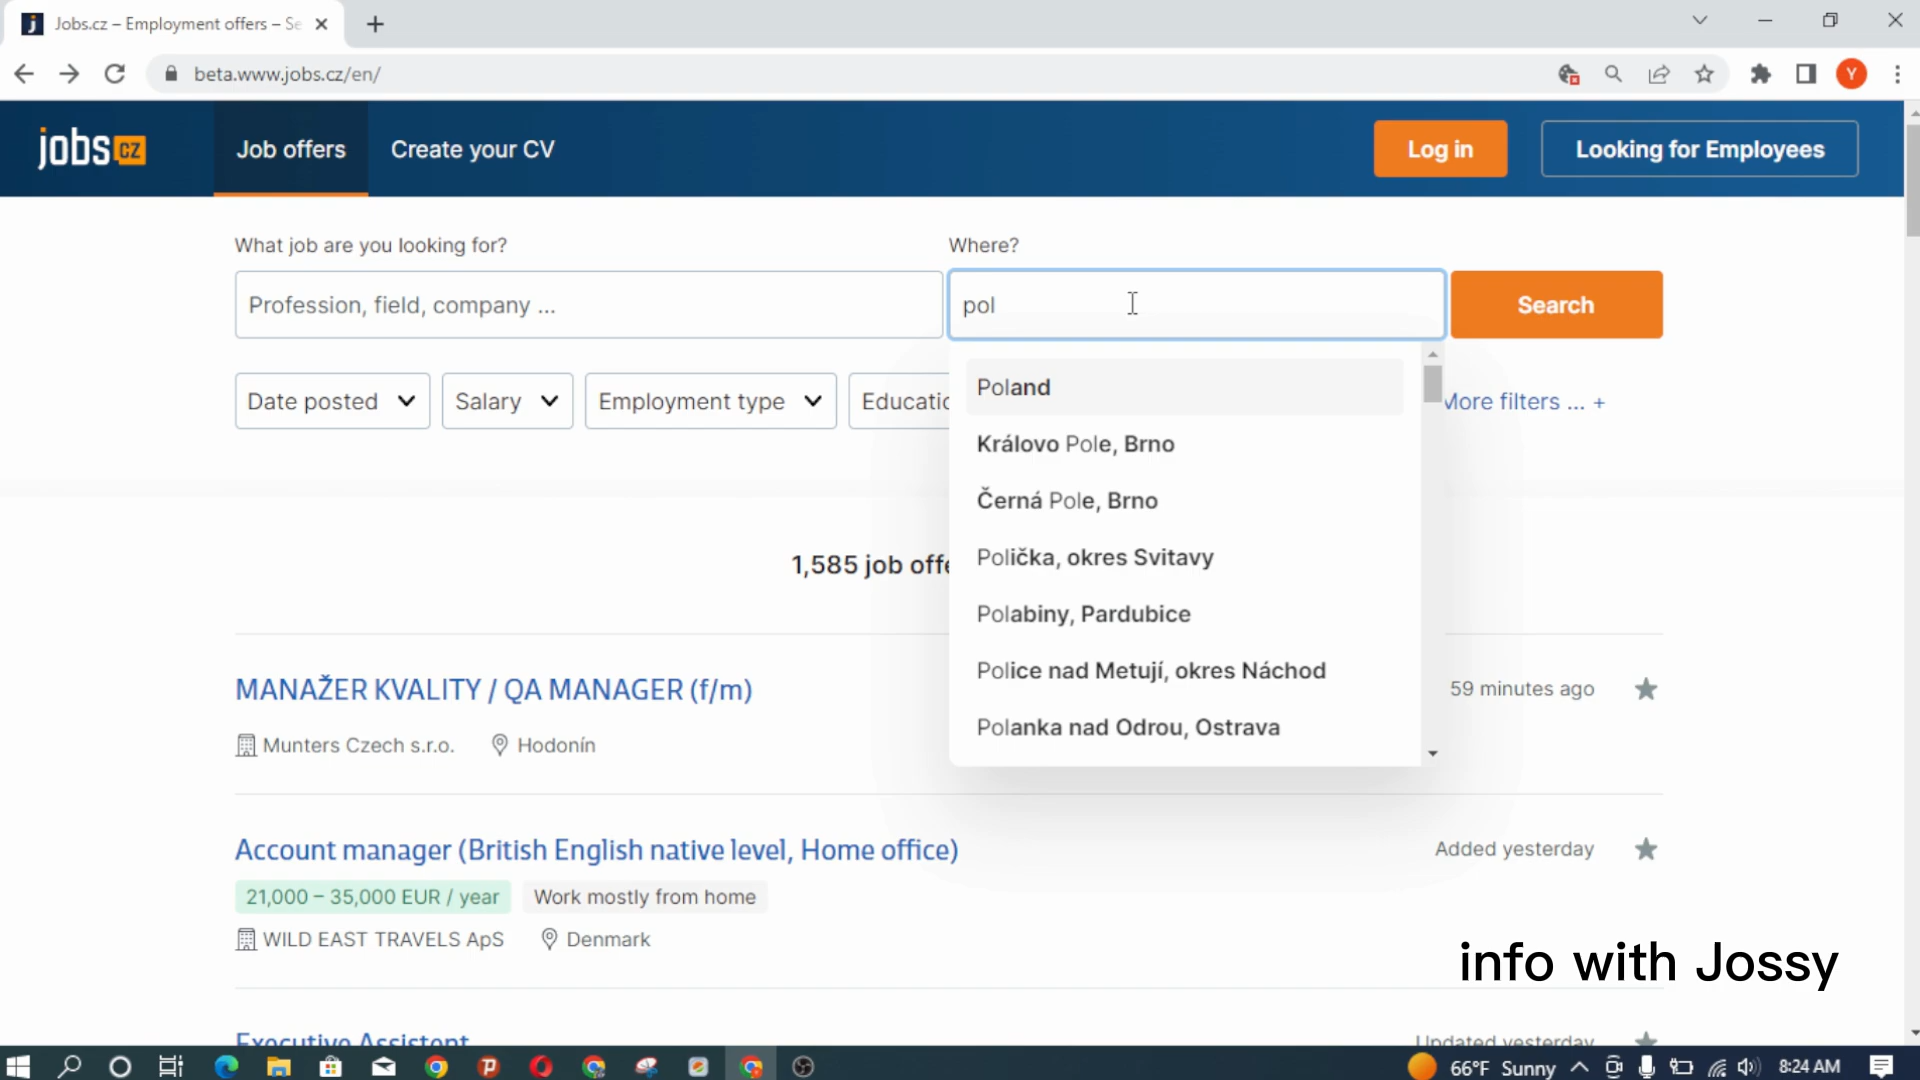 Jobs.cz – Employment offers – Se
beta.www.jobs.cz/en/
Y
jobs CZ
Job offers
Create your CV
Log in
Looking for Employees
What job are you looking for?
Where?
Profession, field, company ...
pol
Search
Date posted
Salary
Employment type
Educatio
More filters ... +
Poland
Královo Pole, Brno
Černá Pole, Brno
Polička, okres Svitavy
Polabiny, Pardubice
Police nad Metují, okres Náchod
Polanka nad Odrou, Ostrava
1,585 job offe
MANAŽER KVALITY / QA MANAGER (f/m)
59 minutes ago
Munters Czech s.r.o.
Hodonín
Account manager (British English native level, Home office)
Added yesterday
21,000 – 35,000 EUR / year
Work mostly from home
WILD EAST TRAVELS ApS
Denmark
info with Jossy
Executive Assistant
Updated yesterday
66°F Sunny
8:24 AM